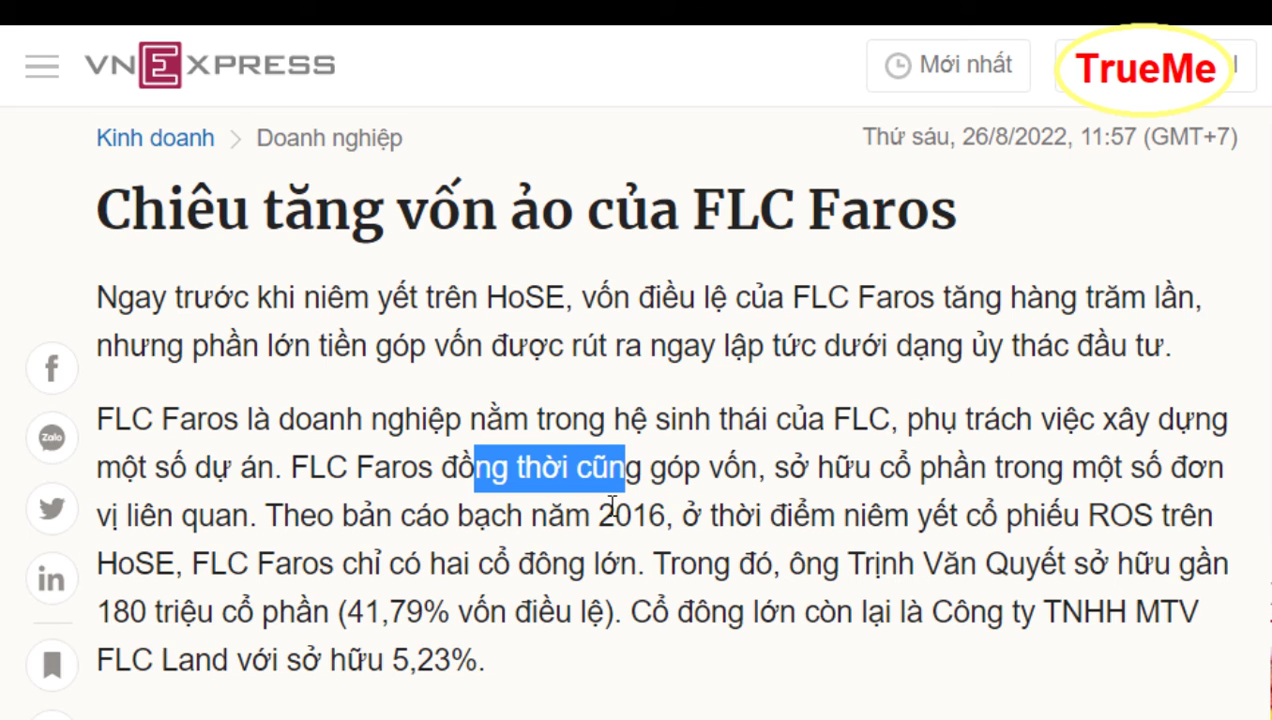 VNEXPRESS
Mới nhất
TrueMe
Kinh doanh > Doanh nghiệp
Thứ sáu, 26/8/2022, 11:57 (GMT+7)
Chiêu tăng vốn ảo của FLC Faros
Ngay trước khi niêm yết trên HoSE, vốn điều lệ của FLC Faros tăng hàng trăm lần,
nhưng phần lớn tiền góp vốn được rút ra ngay lập tức dưới dạng ủy thác đầu tư.
FLC Faros là doanh nghiệp nằm trong hệ sinh thái của FLC, phụ trách việc xây dựng
một số dự án. FLC Faros đồng thời cũng góp vốn, sở hữu cổ phần trong một số đơn
vị liên quan. Theo bản cáo bạch năm 2016, ở thời điểm niêm yết cổ phiếu ROS trên
HoSE, FLC Faros chỉ có hai cổ đông lớn. Trong đó, ông Trịnh Văn Quyết sở hữu gần
180 triệu cổ phần (41,79% vốn điều lệ). Cổ đông lớn còn lại là Công ty TNHH MTV
FLC Land với sở hữu 5,23%.
f
Zalo
in